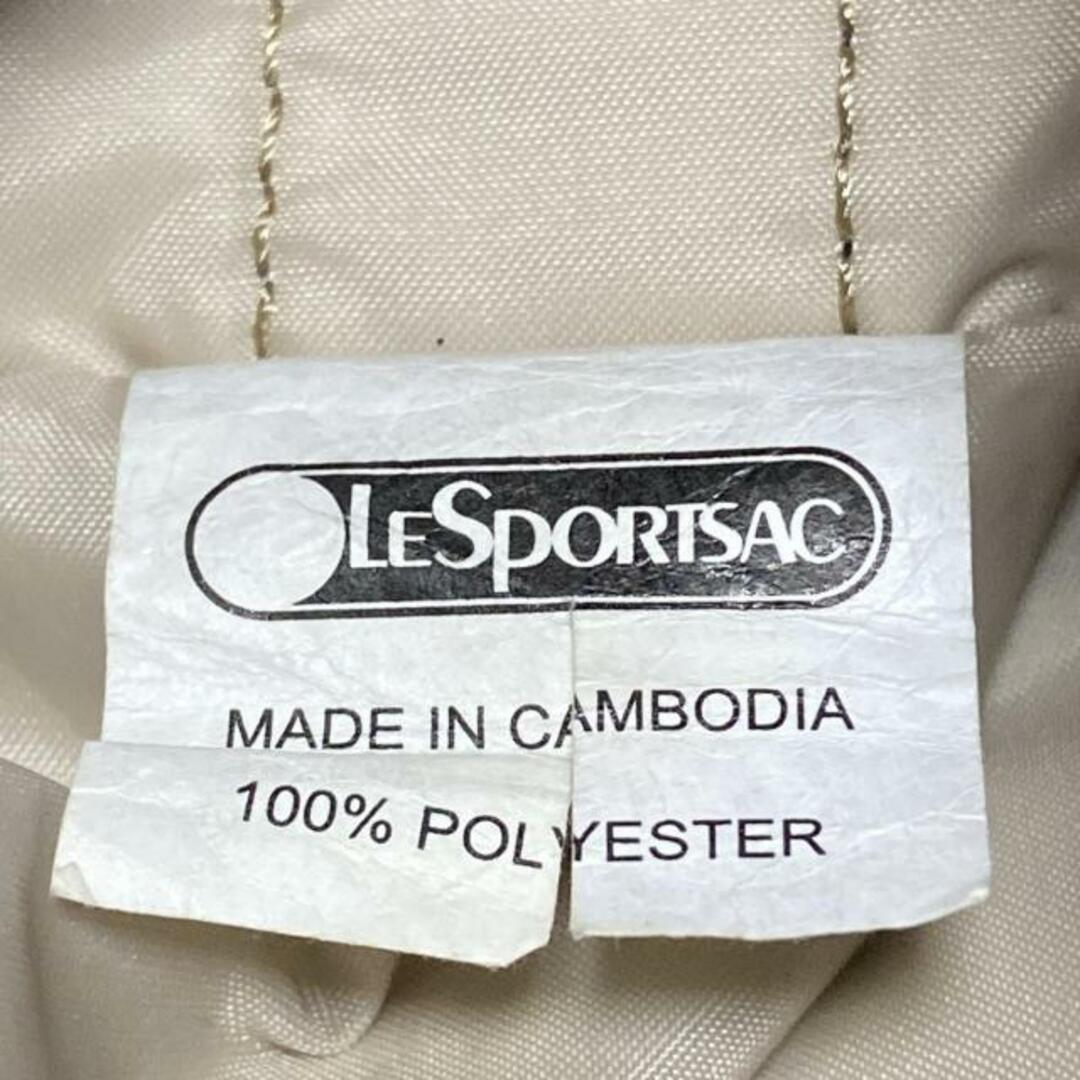 LESPORTSAC
MADE IN CAMBODIA
100% POLYESTER